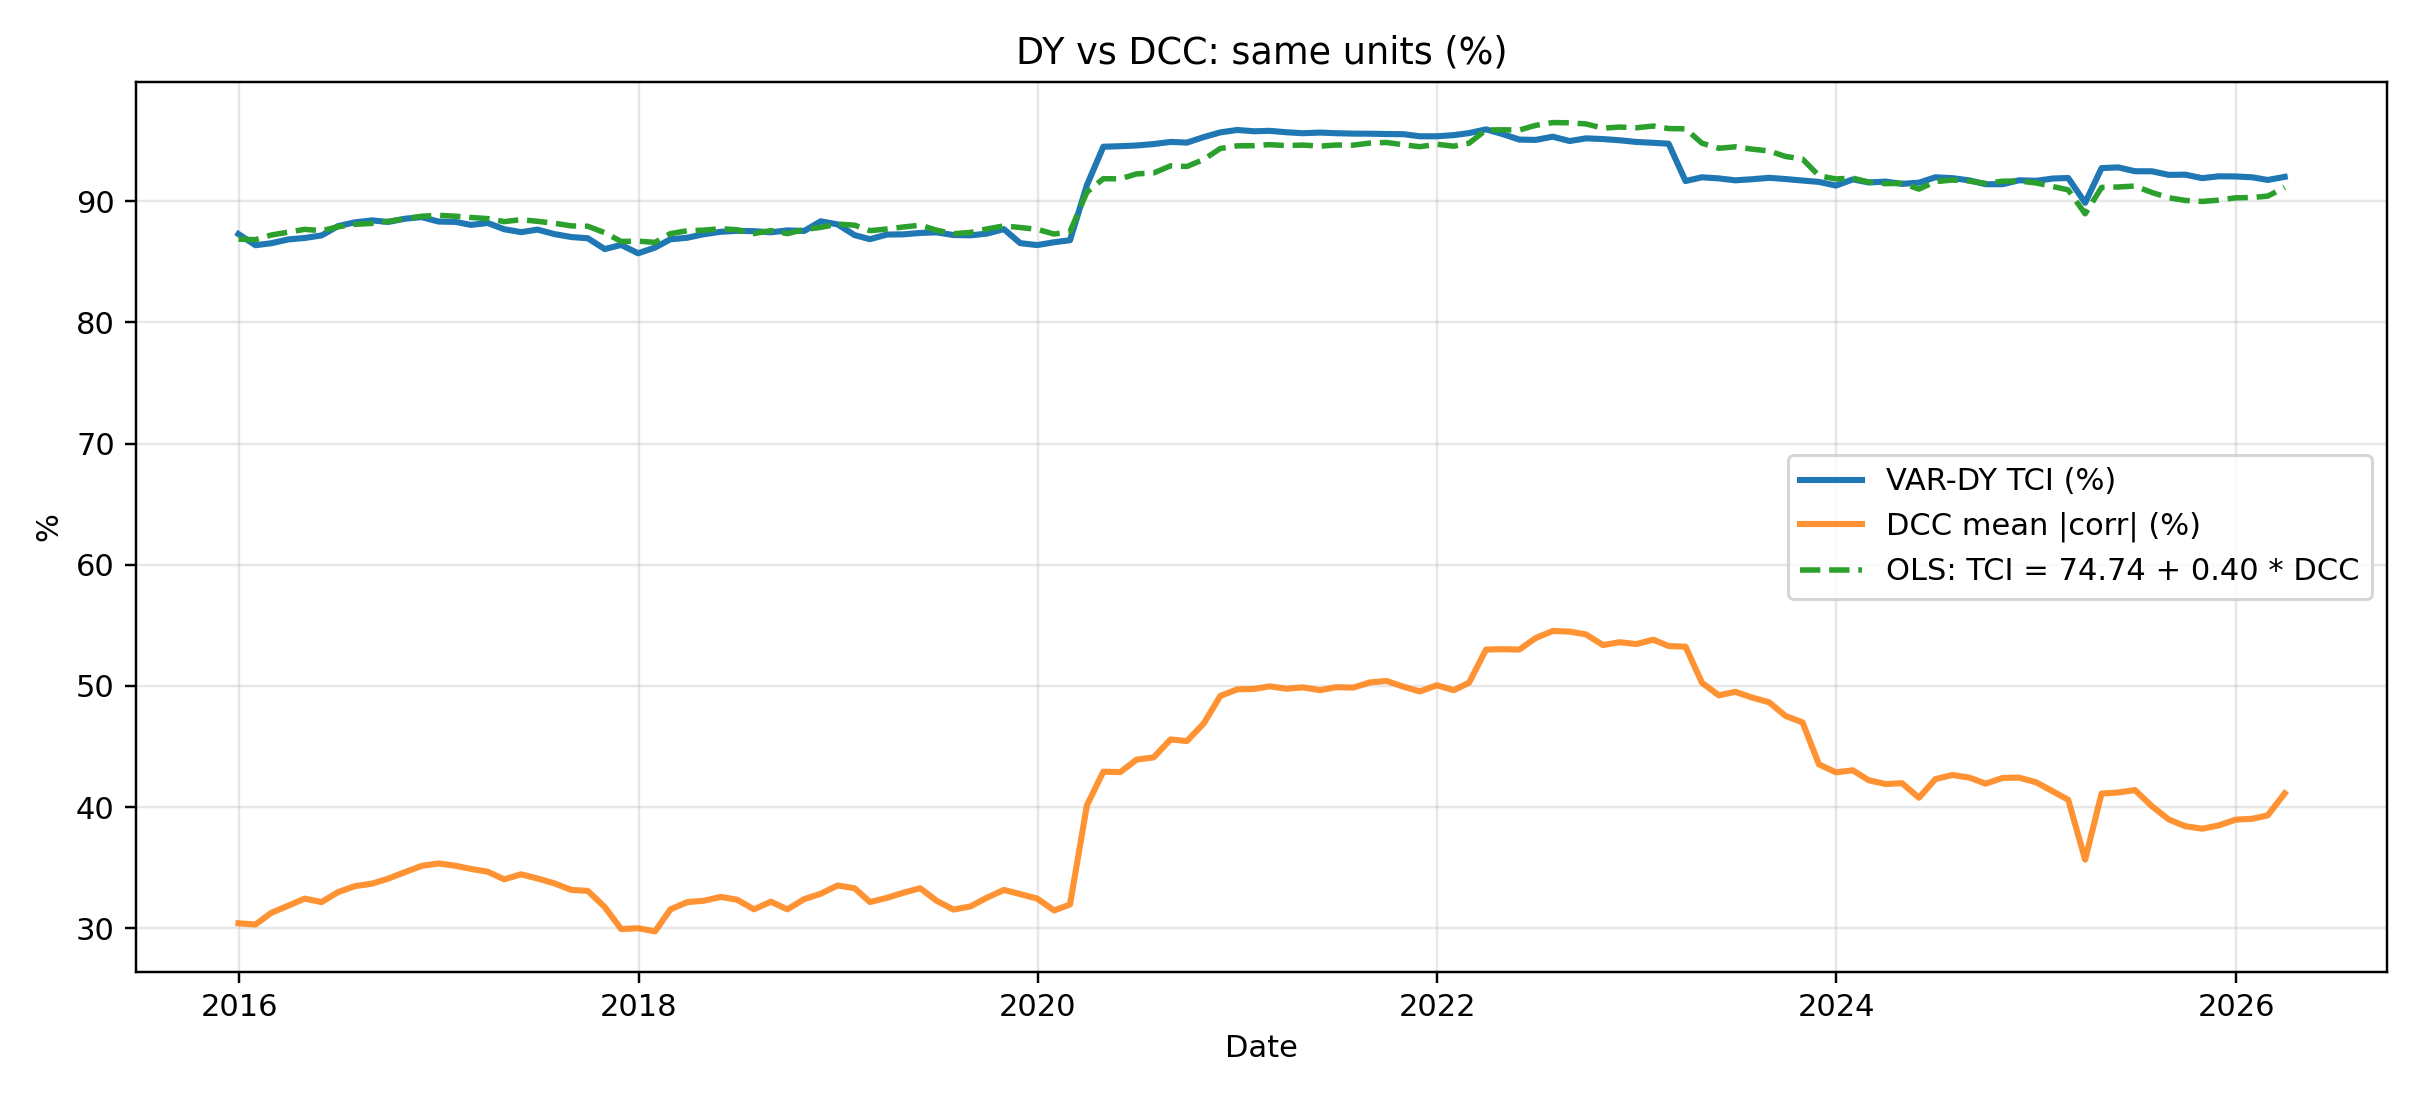 DY vs DCC: same units (%)
%
90
80
70
60
50
40
30
VAR-DY TCI (%)
DCC mean |corr| (%)
OLS: TCI = 74.74 + 0.40 * DCC
2016 2018 2020 2022 2024 2026
Date